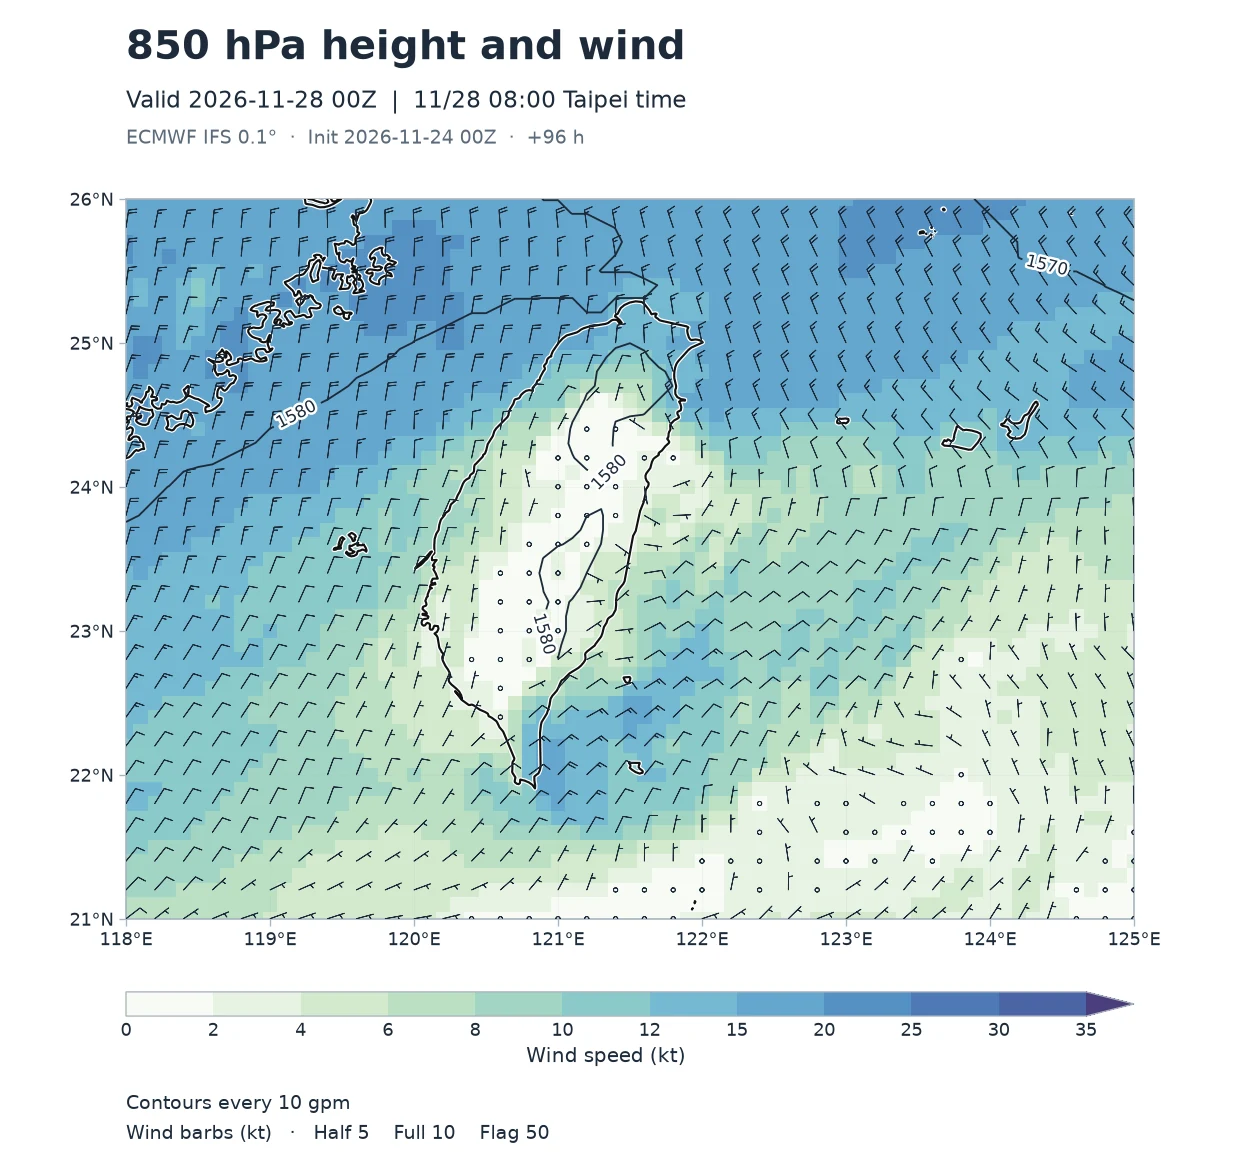 850 hPa height and wind
Valid 2026-11-28 00Z | 11/28 08:00 Taipei time
ECMWF IFS 0.1° · Init 2026-11-24 00Z · +96 h
26°N
1570
25°N
1580
1580
24°N
1580
23°N
22°N
21°N
118°E 119°E 120°E 121°E 122°E 123°E 124°E 125°E
0 2 4 6 8 10 12 15 20 25 30 35
Wind speed (kt)
Contours every 10 gpm
Wind barbs (kt) · Half 5 Full 10 Flag 50